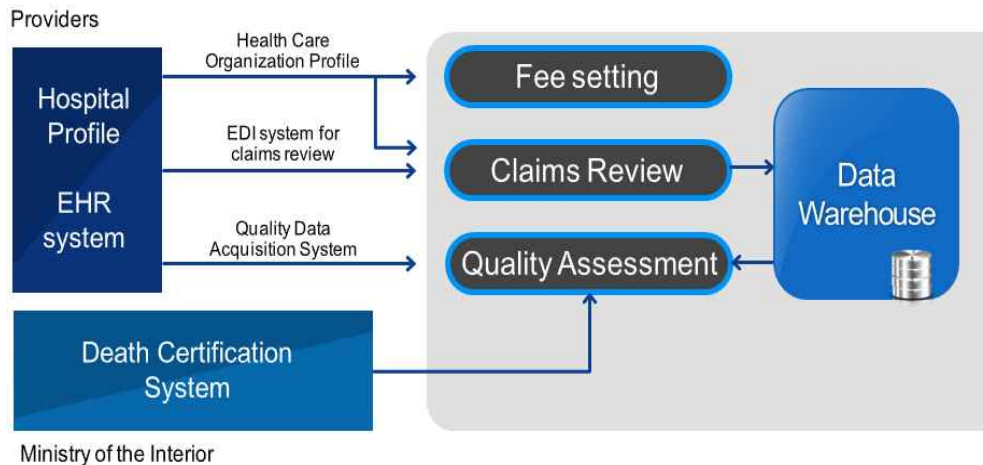 Providers
Hospital
Profile
EHR
system
Health Care
Organization Profile
EDI system for
claims review
Quality Data
Acquisition System
Fee setting
Claims Review
Quality Assessment
Data
Warehouse
Death Certification
System
Ministry of the Interior